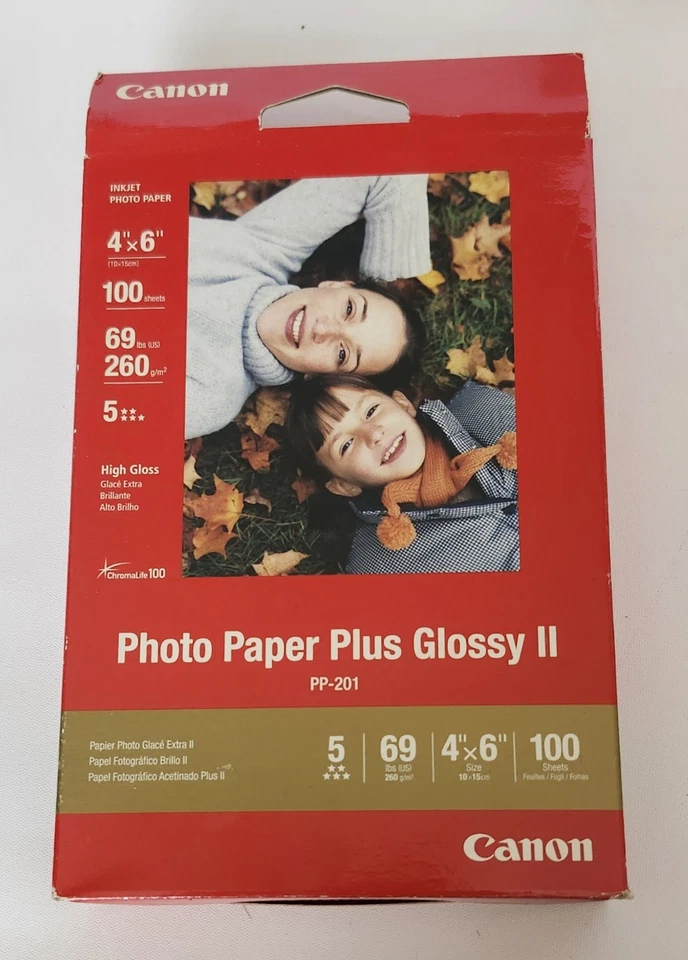 Canon
INKJET
PHOTO PAPER
4"x6"
(10x15cm)
100 sheets
69 lbs (US)
260 g/m²
5
High Gloss
Glacé Extra
Brillante
Alto Brilho
ChromaLife100
Photo Paper Plus Glossy II
PP-201
Papier Photo Glacé Extra II
Papel Fotográfico Brillo II
Papel Fotográfico Acetinado Plus II
5
69
lbs (US)
260 g/m²
4"x6"
Size
10x15cm
100
Sheets
Feuilles / Fogli / Folhas
Canon